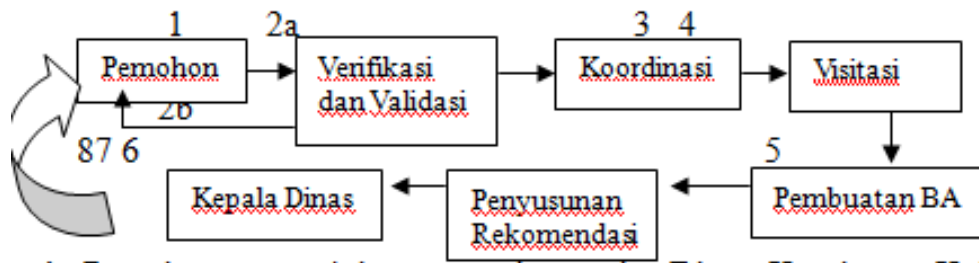 1 2a 3 4
Pemohon
Verifikasi
dan Validasi
Koordinasi
Visitasi
2b
87 6
5
Kepala Dinas
Penyusunan
Rekomendasi
Pembuatan BA